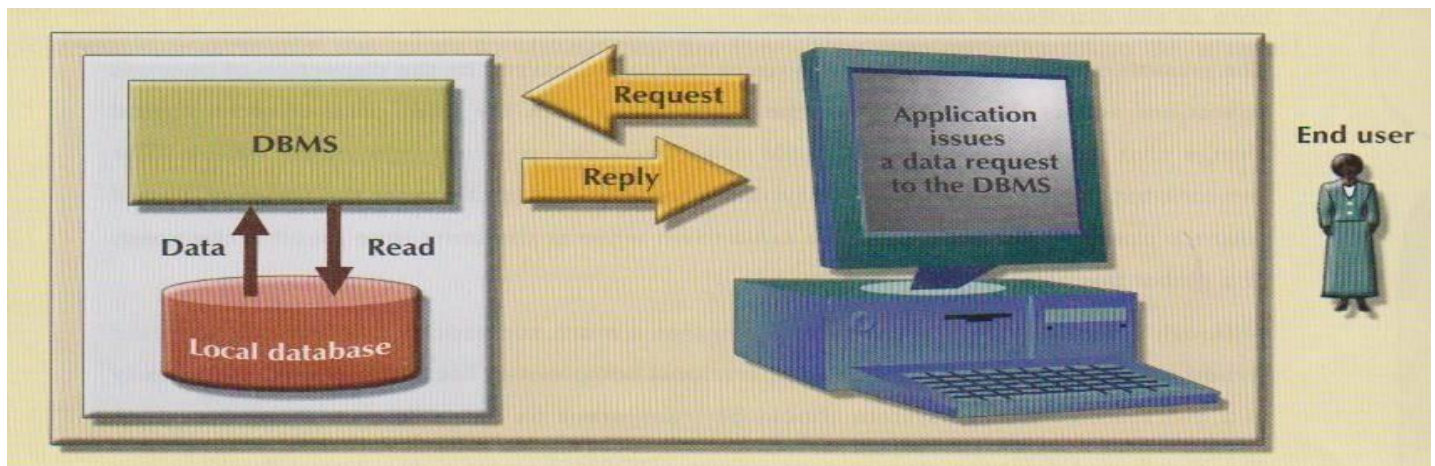 DBMS
Data
Read
Local database
Request
Reply
Application
issues
a data request
to the DBMS
End user